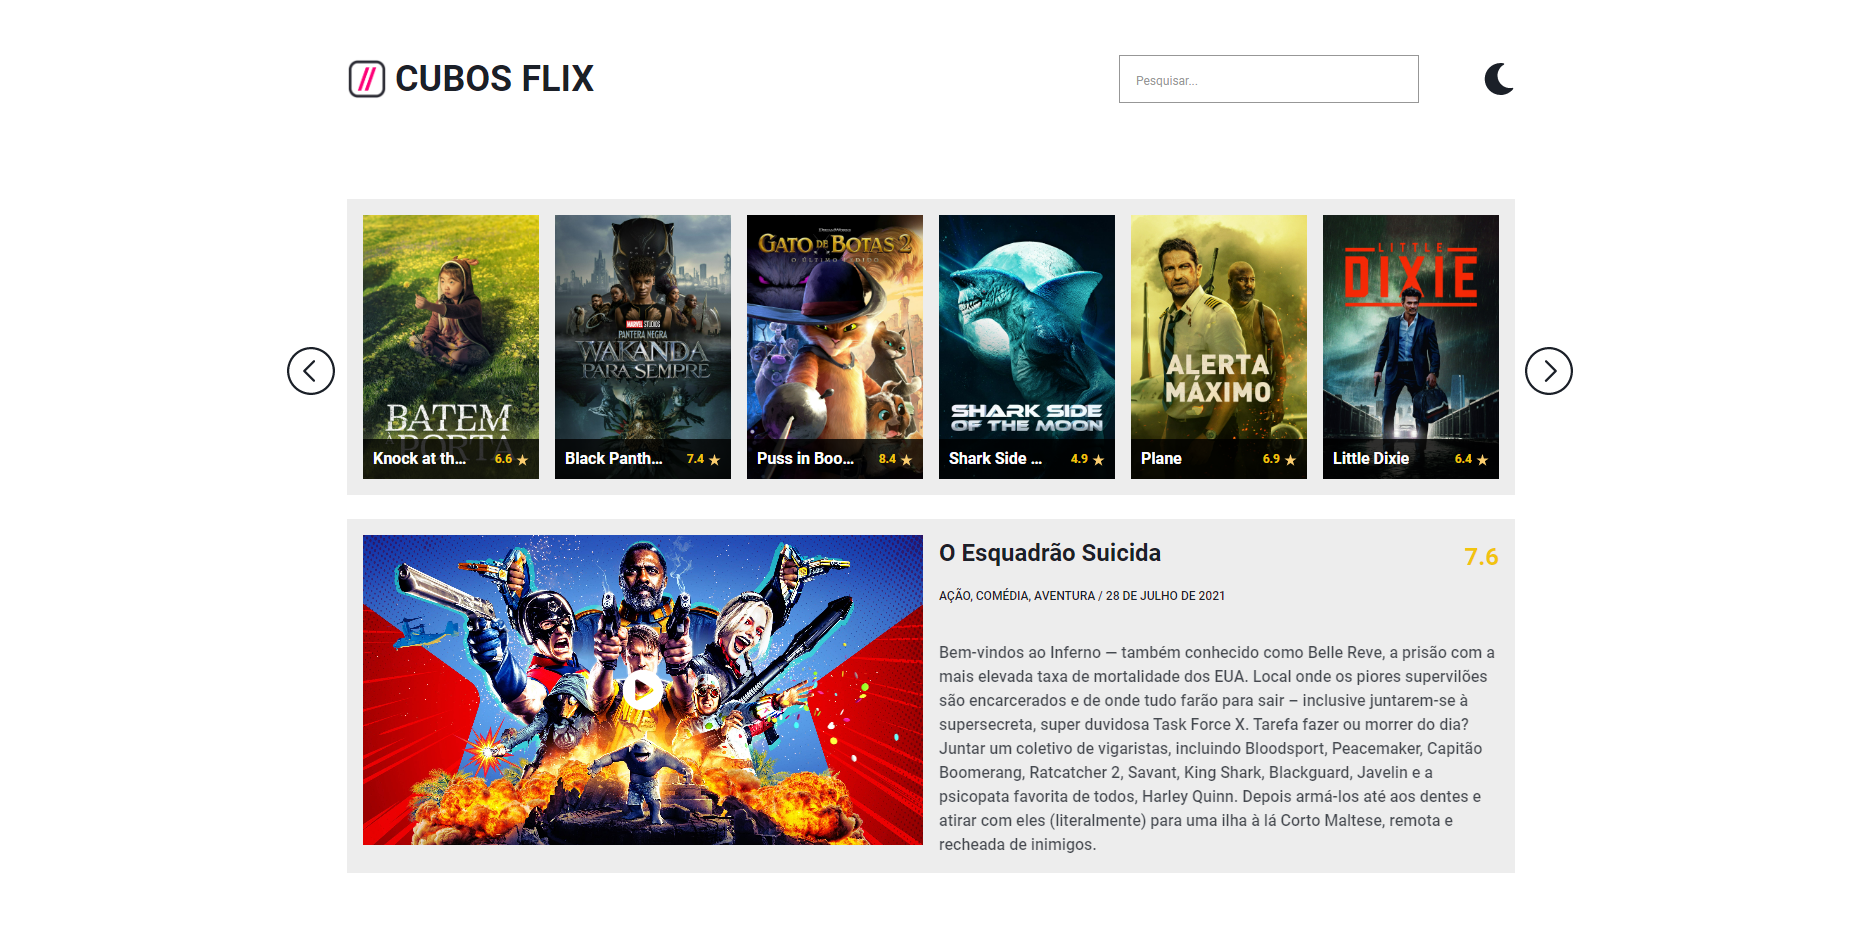 CUBOS FLIX
Pesquisar...
BATEM
À PORTA
Knock at th...
6.6
MARVEL STUDIOS
PANTERA NEGRA
WAKANDA
PARA SEMPRE
Black Panth...
7.4
GATO DE BOTAS 2
O ÚLTIMO PEDIDO
Puss in Boo...
8.4
SHARK SIDE
OF THE MOON
Shark Side ...
4.9
ALERTA
MÁXIMO
Plane
6.9
LITTLE
DIXIE
Little Dixie
6.4
O Esquadrão Suicida
7.6
AÇÃO, COMÉDIA, AVENTURA / 28 DE JULHO DE 2021
Bem-vindos ao Inferno — também conhecido como Belle Reve, a prisão com a
mais elevada taxa de mortalidade dos EUA. Local onde os piores supervilões
são encarcerados e de onde tudo farão para sair – inclusive juntarem-se à
supersecreta, super duvidosa Task Force X. Tarefa fazer ou morrer do dia?
Juntar um coletivo de vigaristas, incluindo Bloodsport, Peacemaker, Capitão
Boomerang, Ratcatcher 2, Savant, King Shark, Blackguard, Javelin e a
psicopata favorita de todos, Harley Quinn. Depois armá-los até aos dentes e
atirar com eles (literalmente) para uma ilha à lá Corto Maltese, remota e
recheada de inimigos.